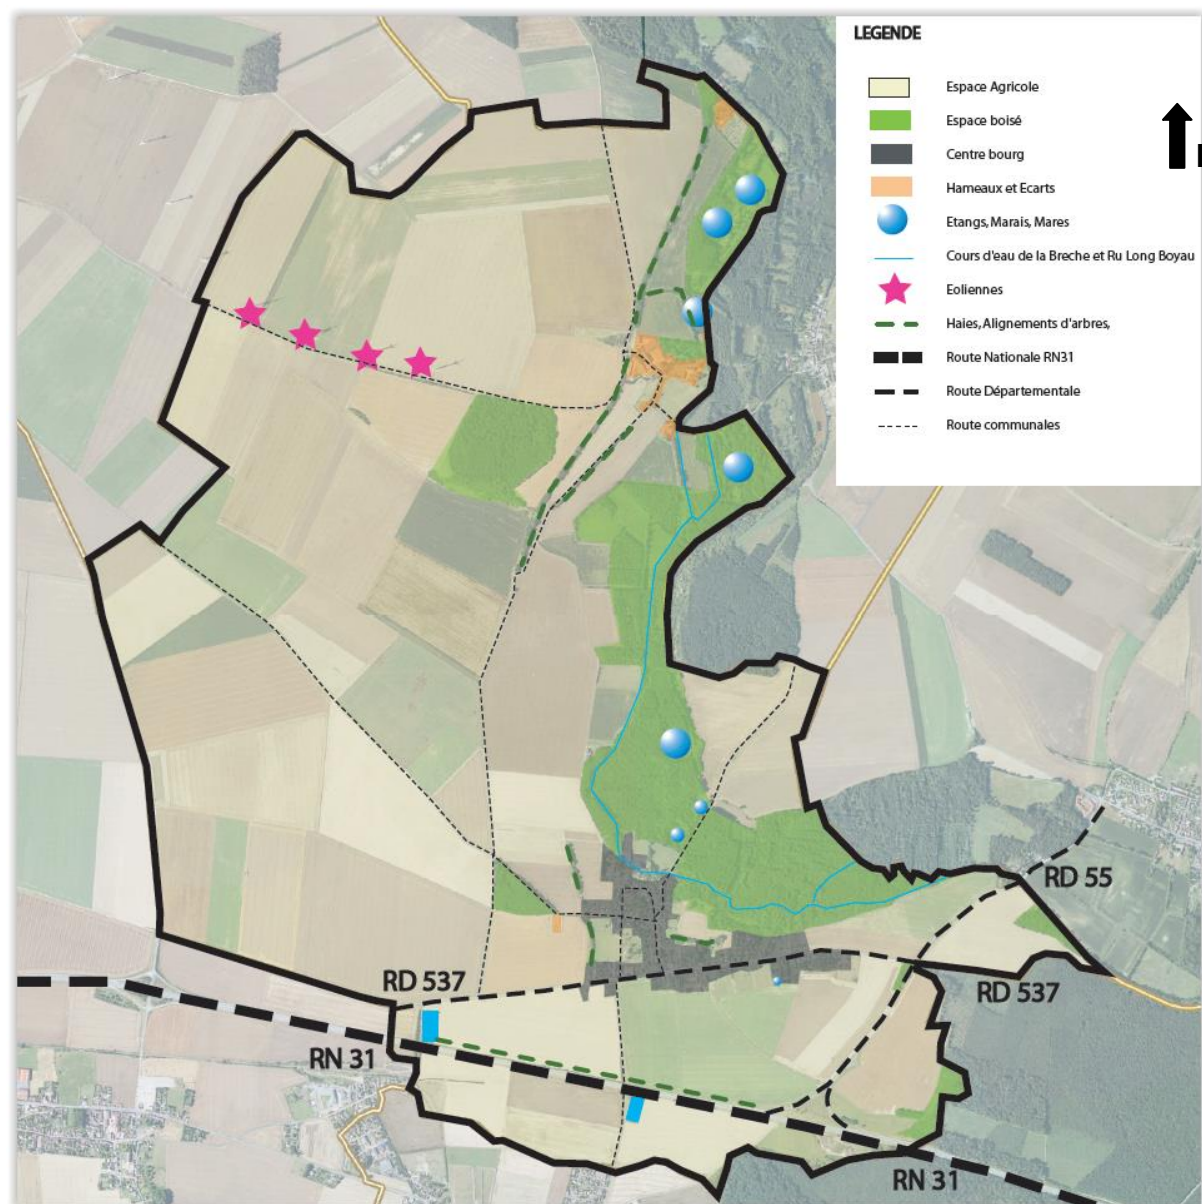 LEGENDE
Espace Agricole
Espace boisé
Centre bourg
Hameaux et Ecarts
Etangs, Marais, Mares
Cours d'eau de la Breche et Ru Long Boyau
Eoliennes
Haies, Alignements d'arbres,
Route Nationale RN31
Route Départementale
Route communales
RD 55
RD 537
RD 537
RN 31
RN 31